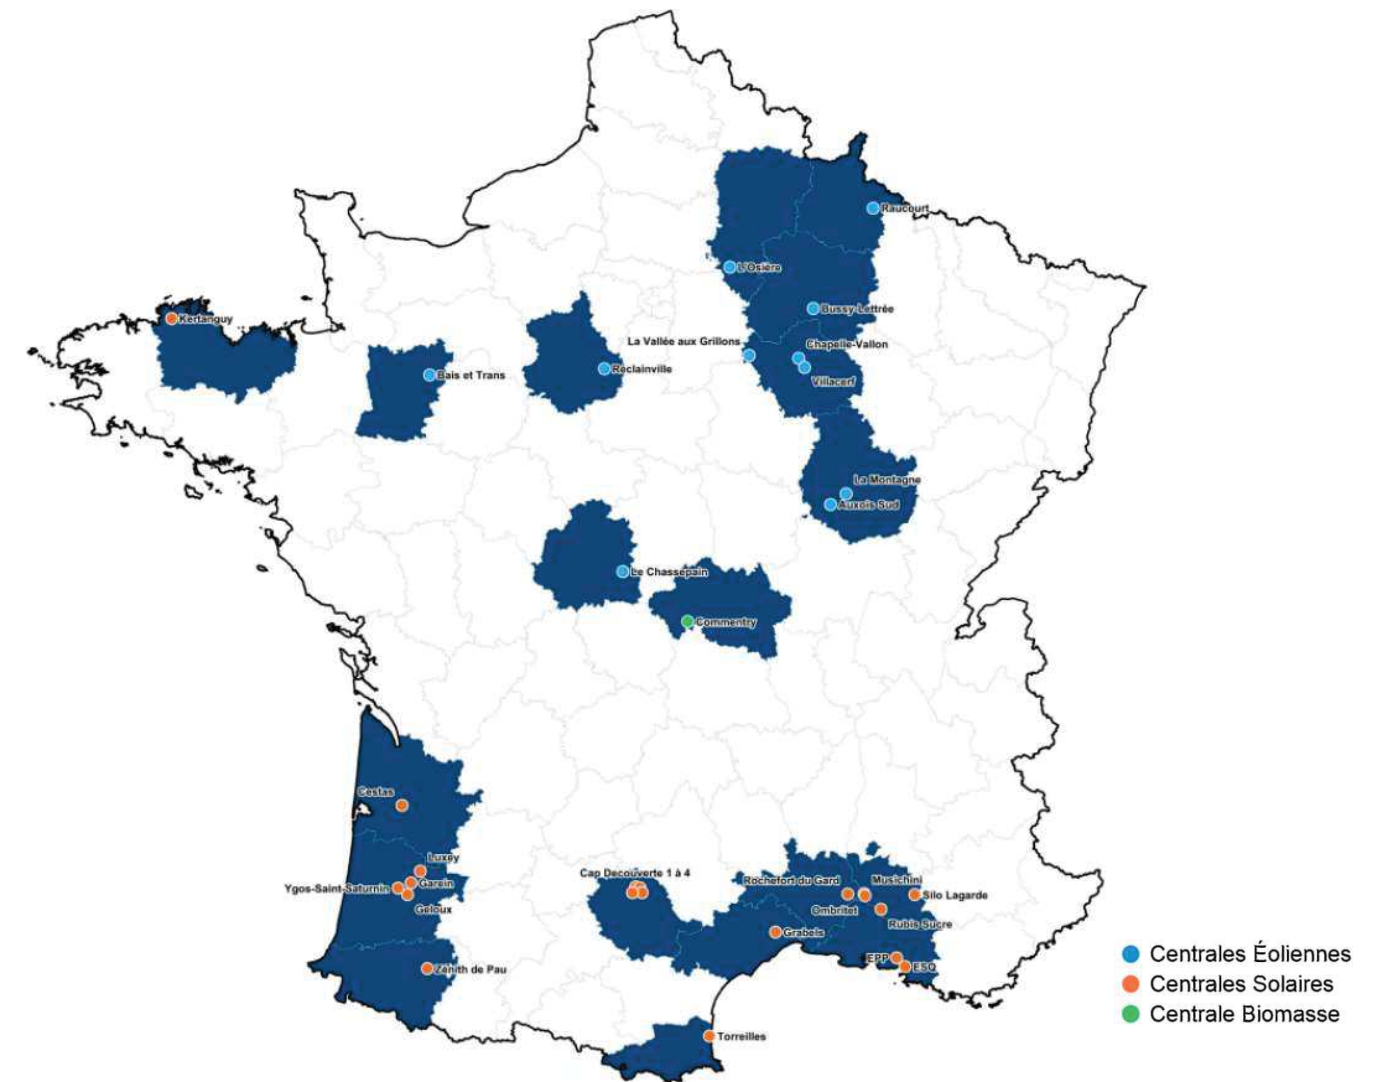 Raucourt
L'Osière
Bussy-Lettrée
Kertanguy
La Vallée aux Grillons
Chapelle-Vallon
Réclainville
Bais et Trans
Villacerf
La Montagne
Auxois Sud
Le Chassepain
Commentry
Cestas
Luxey
Cap Decouverte 1 à 4
Rochefort du Gard
Musichini
Garein
Ygos-Saint-Saturnin
Silo Lagarde
Geloux
Ombritet
Rubis Sucre
Grabels
EPP
ESQ
Zénith de Pau
Torreilles
Centrales Éoliennes
Centrales Solaires
Centrale Biomasse